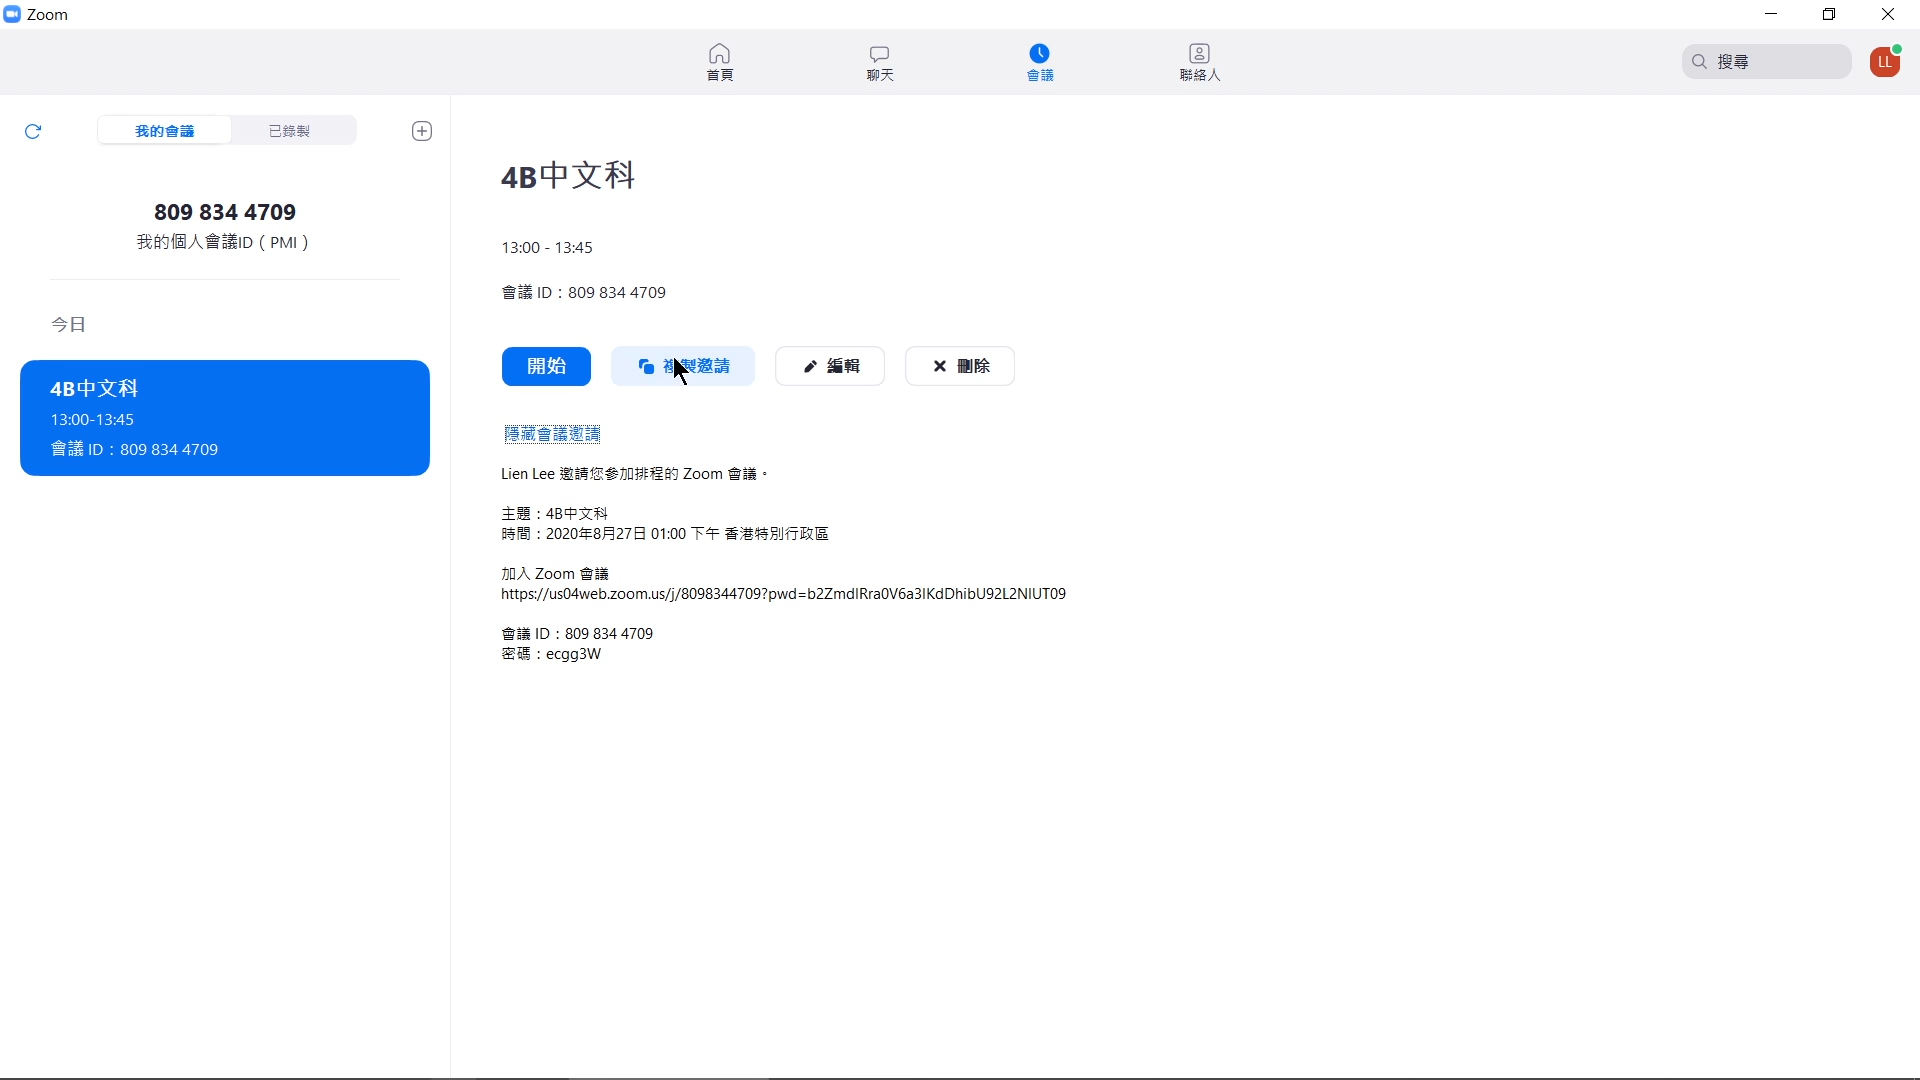 Zoom
首頁
聊天
會議
聯絡人
搜尋
LL
我的會議
已錄製
809 834 4709
我的個人會議ID（PMI）
今日
4B中文科
13:00-13:45
會議 ID：809 834 4709
4B中文科
13:00 - 13:45
會議 ID：809 834 4709
開始
複製邀請
編輯
刪除
隱藏會議邀請
Lien Lee 邀請您參加排程的 Zoom 會議。
主題：4B中文科
時間：2020年8月27日 01:00 下午 香港特別行政區
加入 Zoom 會議
https://us04web.zoom.us/j/8098344709?pwd=b2ZmdlRra0V6a3lKdDhibU92L2NIUT09
會議 ID：809 834 4709
密碼：ecgg3W